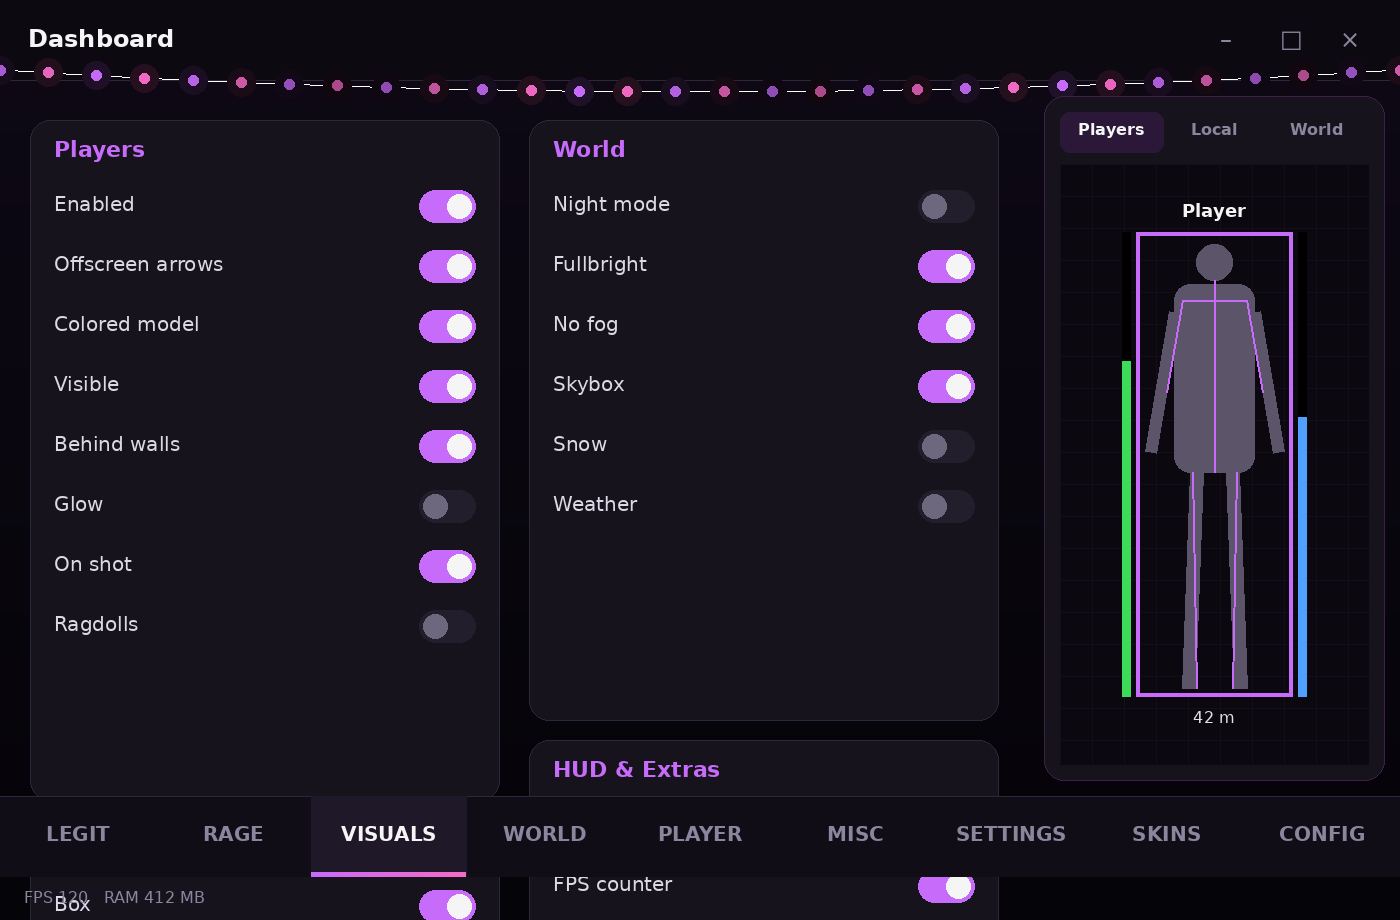 Dashboard
Players
Enabled
Offscreen arrows
Colored model
Visible
Behind walls
Glow
On shot
Ragdolls
World
Night mode
Fullbright
No fog
Skybox
Snow
Weather
HUD & Extras
Players Local World
Player
42 m
LEGIT RAGE VISUALS WORLD PLAYER MISC SETTINGS SKINS CONFIG
FPS counter
FPS 120 RAM 412 MB
Box